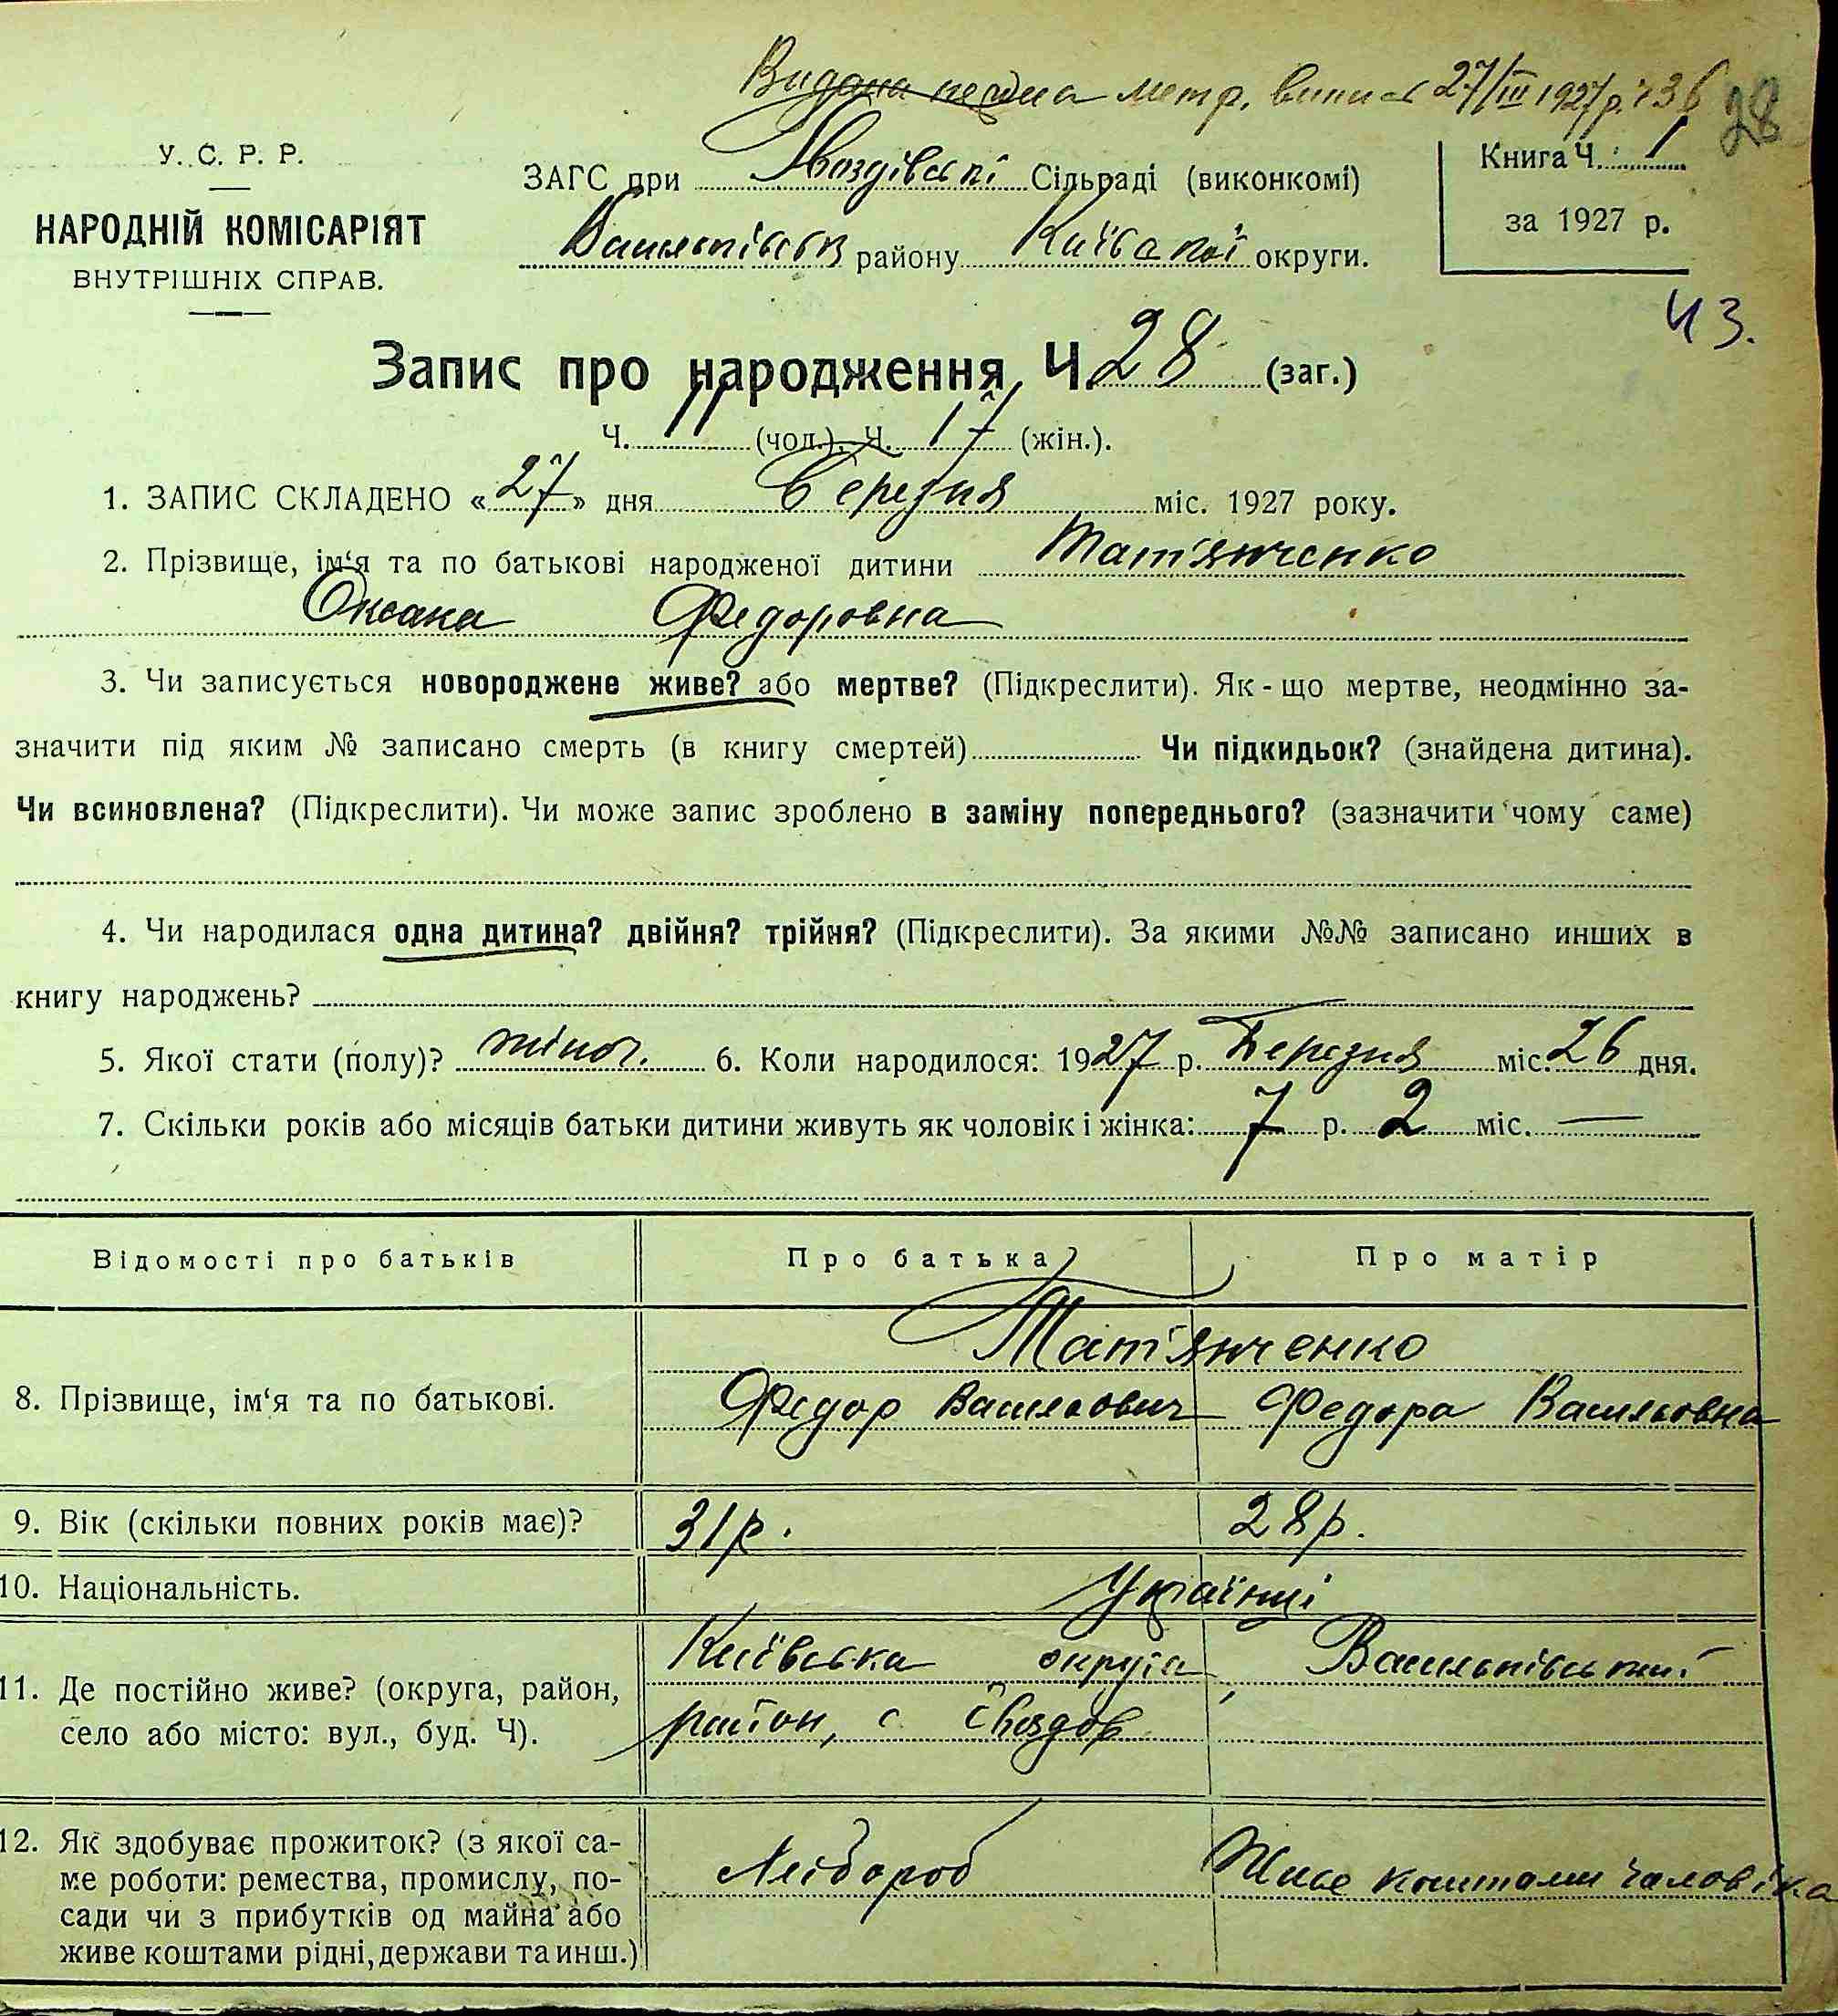 Видана перша метр. випис 27/III 1927 р. ч 36
28
У. С. Р. Р.
НАРОДНІЙ КОМІСАРІЯТ
ВНУТРІШНІХ СПРАВ.
ЗАГС при Гвоздівскі Сільраді (виконкомі)
Васильківськ району Київської округи.
Книга Ч. 1
за 1927 р.
43.
Запис про народження Ч. 28 (заг.)
Ч. 11 (чол.), Ч. 17 (жін.).
1. ЗАПИС СКЛАДЕНО «27» дня березня міс. 1927 року.
2. Прізвище, ім‘я та по батькові народженої дитини Тат'янченко
Оксана Федоровна
3. Чи записується новороджене живе? або мертве? (Підкреслити). Як-що мертве, неодмінно за-
значити під яким № записано смерть (в книгу смертей) Чи підкидьок? (знайдена дитина).
Чи всиновлена? (Підкреслити). Чи може запис зроблено в заміну попереднього? (зазначити чому саме)
4. Чи народилася одна дитина? двійня? трійня? (Підкреслити). За якими №№ записано инших в
книгу народжень?
5. Якої стати (полу)? жіноч. 6. Коли народилося: 1927 р. Березня міс. 26 дня.
7. Скільки років або місяців батьки дитини живуть як чоловік і жінка: 7 р. 2 міс. —
Відомості про батьків Про батька Про матір
Тат'янченко
8. Прізвище, ім‘я та по батькові. Федор Васильович Федора Васильовна
9. Вік (скільки повних років має)? 31 р. 28 р.
10. Національність. Українці
Київська округа, Васильківський
11. Де постійно живе? (округа, район,
село або місто: вул., буд. Ч). район, с. Гвоздов
12. Як здобуває прожиток? (з якої са-
ме роботи: ремества, промислу, по- Хлібороб Живе коштами чоловіка
сади чи з прибутків од майна або
живе коштами рідні, держави та инш.)